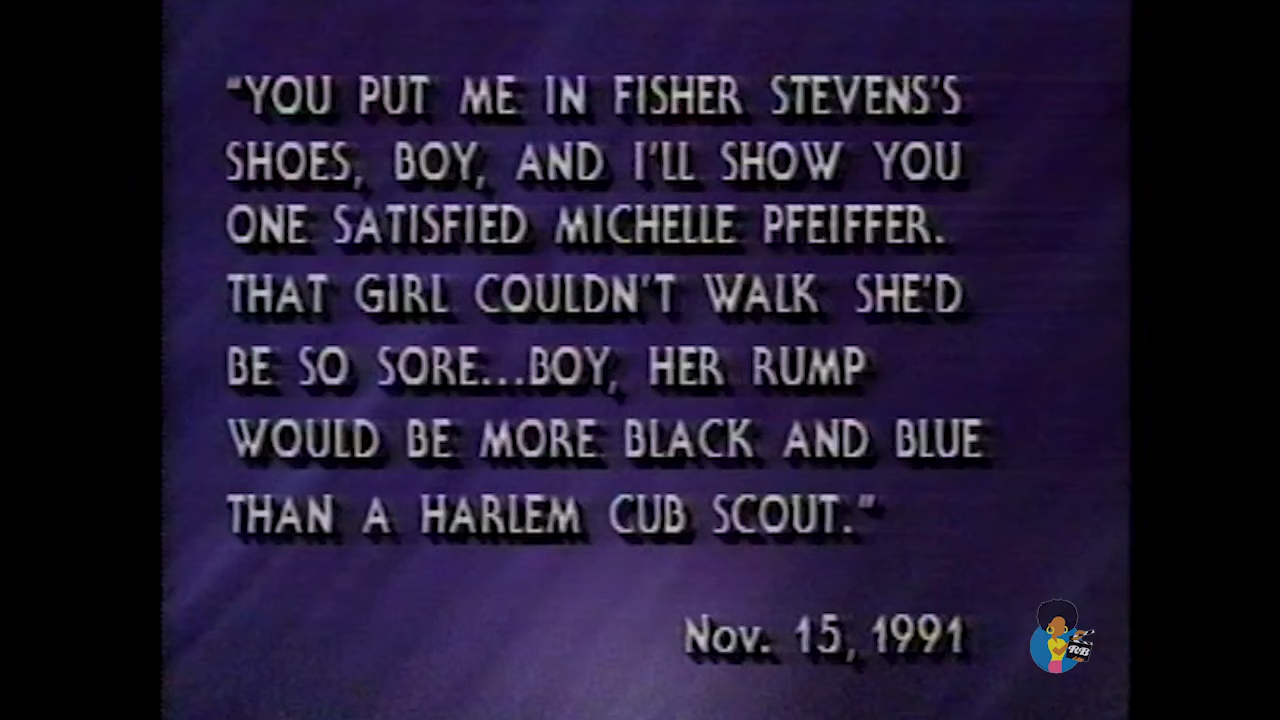 “YOU PUT ME IN FISHER STEVENS'S
SHOES, BOY, AND I'LL SHOW YOU
ONE SATISFIED MICHELLE PFEIFFER.
THAT GIRL COULDN'T WALK SHE'D
BE SO SORE...BOY, HER RUMP
WOULD BE MORE BLACK AND BLUE
THAN A HARLEM CUB SCOUT.”
Nov. 15, 1991
RB